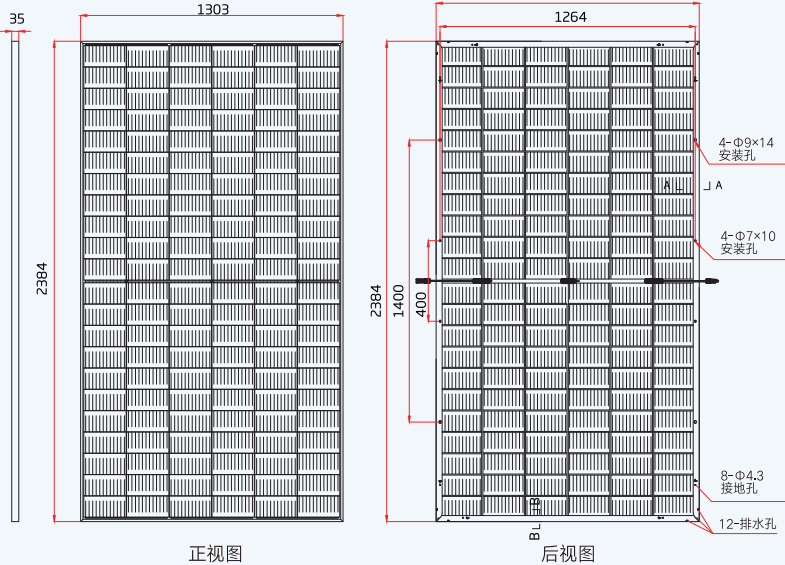 35
1303
2384
正视图
1264
2384
1400
400
4-Φ9×14
安装孔
A
A
4-Φ7×10
安装孔
8-Φ4.3
接地孔
12-排水孔
B
B
后视图